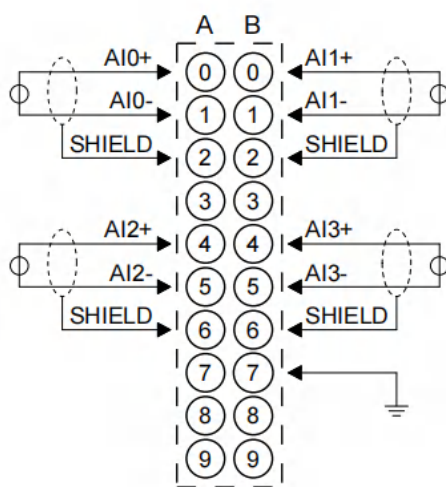 A B
AI0+ 0 0 AI1+
AI0- 1 1 AI1-
SHIELD 2 2 SHIELD
3 3
AI2+ 4 4 AI3+
AI2- 5 5 AI3-
SHIELD 6 6 SHIELD
7 7
8 8
9 9